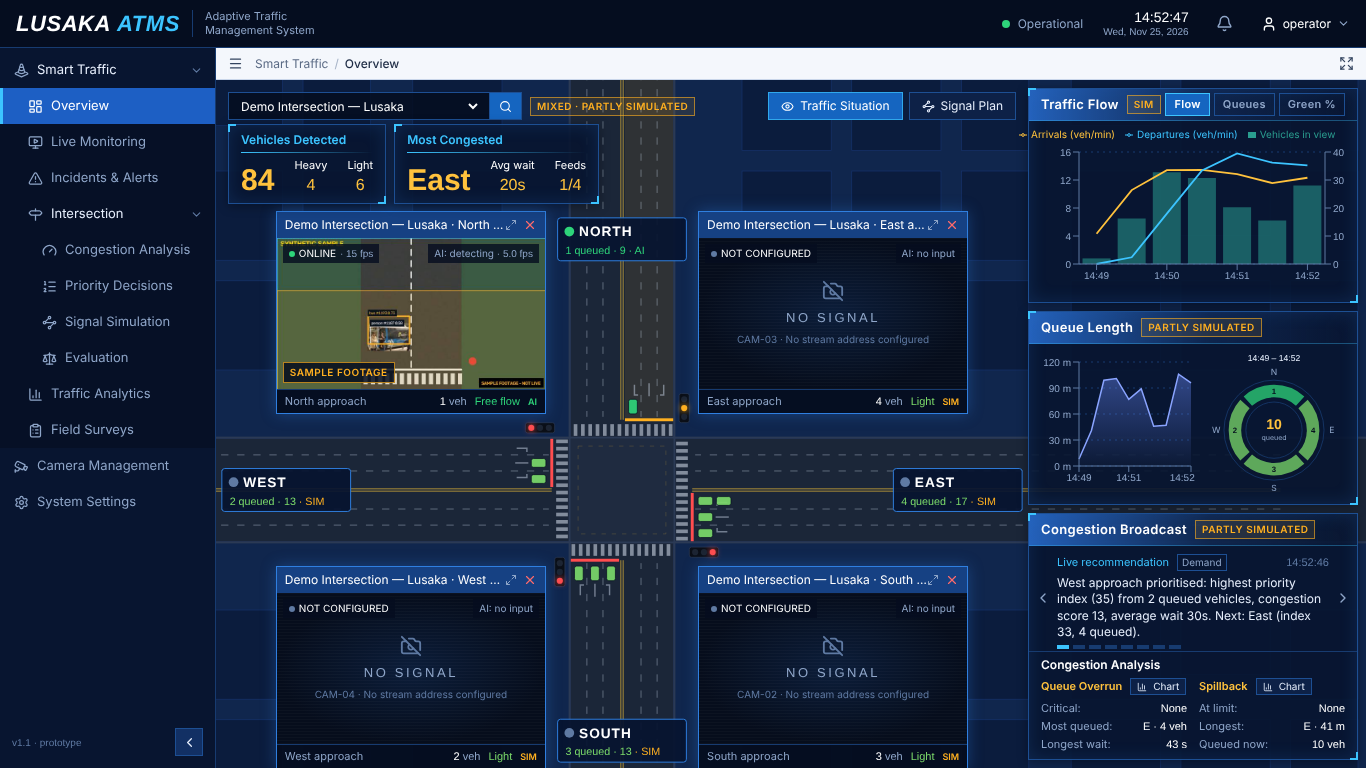 LUSAKA ATMS
Adaptive Traffic
Management System
Operational
14:52:47
Wed, Nov 25, 2026
operator
Smart Traffic
Overview
Live Monitoring
Incidents & Alerts
Intersection
Congestion Analysis
Priority Decisions
Signal Simulation
Evaluation
Traffic Analytics
Field Surveys
Camera Management
System Settings
v1.1 · prototype
Smart Traffic / Overview
Demo Intersection — Lusaka
MIXED · PARTLY SIMULATED
Traffic Situation
Signal Plan
Vehicles Detected
84
Heavy
4
Light
6
Most Congested
East
Avg wait
20s
Feeds
1/4
Demo Intersection — Lusaka · North ...
SYNTHETIC SAMPLE
ONLINE · 15 fps
AI: detecting · 5.0 fps
SAMPLE FOOTAGE
SAMPLE FOOTAGE - NOT LIVE
North approach
1 veh Free flow AI
NORTH
1 queued · 9 · AI
Demo Intersection — Lusaka · East a...
NOT CONFIGURED
AI: no input
NO SIGNAL
CAM-03 · No stream address configured
East approach
4 veh Light SIM
WEST
2 queued · 13 · SIM
EAST
4 queued · 17 · SIM
Demo Intersection — Lusaka · West ...
NOT CONFIGURED
AI: no input
NO SIGNAL
CAM-04 · No stream address configured
West approach
2 veh Light SIM
SOUTH
3 queued · 13 · SIM
Demo Intersection — Lusaka · South ...
NOT CONFIGURED
AI: no input
NO SIGNAL
CAM-02 · No stream address configured
South approach
3 veh Light SIM
Traffic Flow
SIM
Flow
Queues
Green %
Arrivals (veh/min)
Departures (veh/min)
Vehicles in view
16
12
8
4
0
40
30
20
10
0
14:49
14:50
14:51
14:52
Queue Length
PARTLY SIMULATED
120 m
90 m
60 m
30 m
0 m
14:49
14:51
14:52
14:49 – 14:52
N
1
W
2
10
queued
4
E
3
S
Congestion Broadcast
PARTLY SIMULATED
Live recommendation
Demand
14:52:46
West approach prioritised: highest priority
index (35) from 2 queued vehicles, congestion
score 13, average wait 30s. Next: East (index
33, 4 queued).
Congestion Analysis
Queue Overrun
Chart
Spillback
Chart
Critical: None
At limit: None
Most queued: E · 4 veh
Longest: E · 41 m
Longest wait: 43 s
Queued now: 10 veh